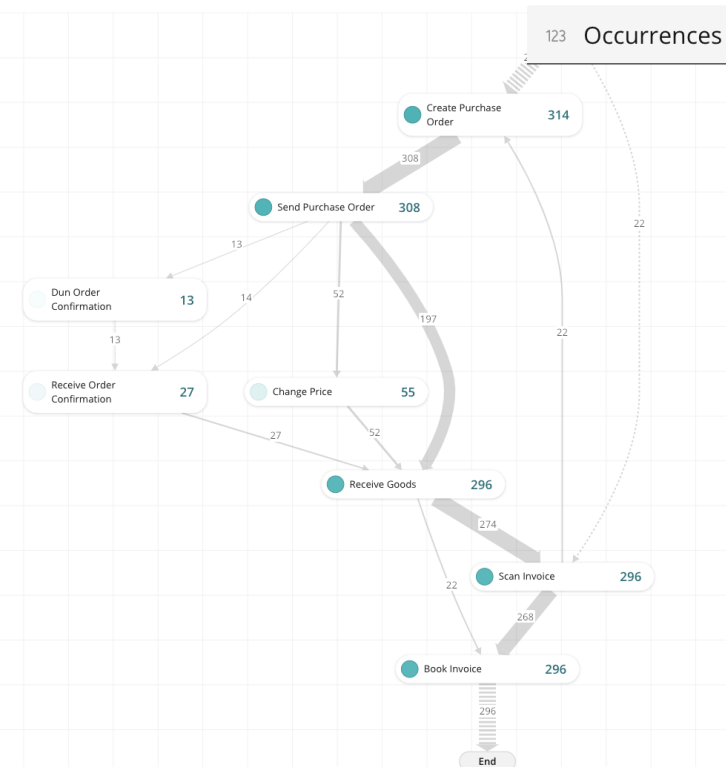 123 Occurrences
Create Purchase
Order
314
308
Send Purchase Order 308
22
13
Dun Order
Confirmation
13
14
52
197
13
22
Receive Order
Confirmation
27
Change Price 55
27
52
Receive Goods 296
274
Scan Invoice 296
22
268
Book Invoice 296
296
End